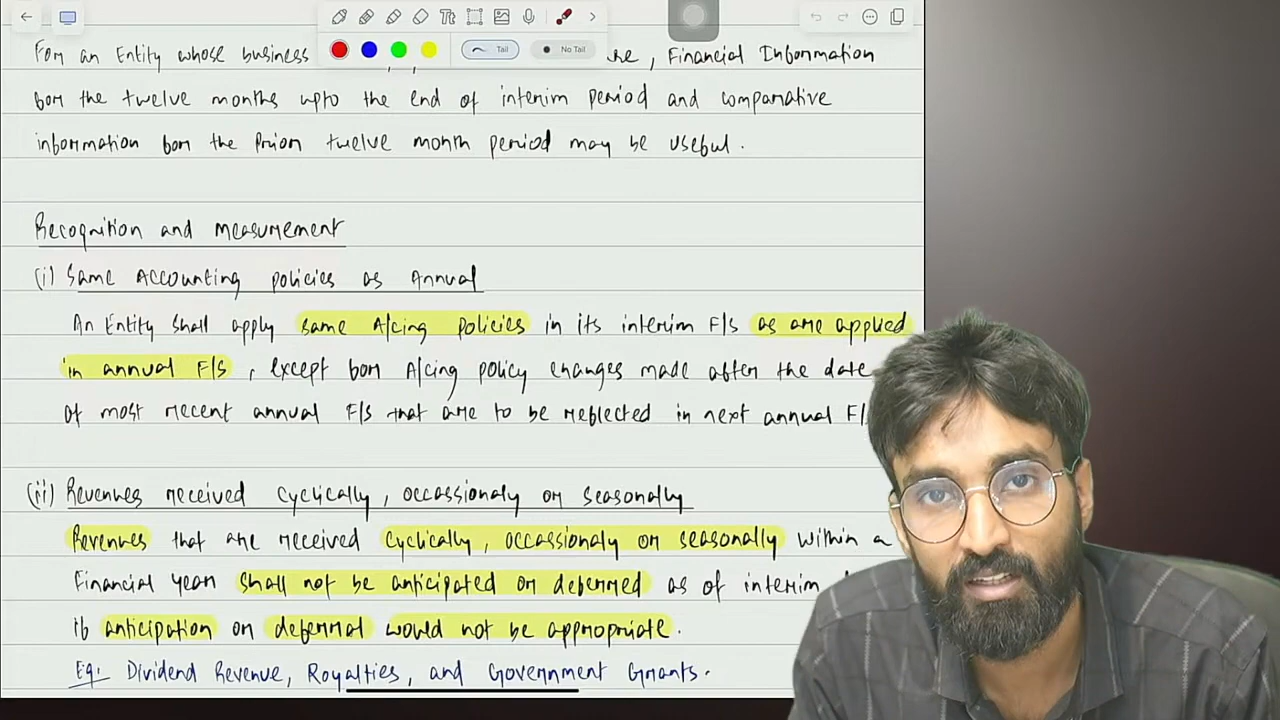 Tail
No Tail
For an Entity whose business , Financial Information
for the twelve months upto the end of interim period and comparative
information for the Prior twelve month period may be useful.
Recognition and measurement
(i) Same Accounting policies as Annual
An Entity shall apply same A/cing policies in its interim F/s as are applied
in annual F/s, except for A/cing policy changes made after the date
of most recent annual F/s that are to be reflected in next annual
(ii) Revenues received cyclically, occassionaly or seasonally
Revenues that are received cyclically, occassionaly or seasonally within a
Financial year shall not be anticipated or deferred as of interim
if anticipation or deferral would not be appropriate.
Eg: Dividend Revenue, Royalties, and Government Grants.